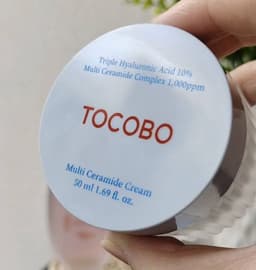 Triple Hyaluronic Acid 10%
Multi Ceramide Complex 1,000ppm
TOCOBO
Multi Ceramide Cream
50 ml 1.69 fl. oz.